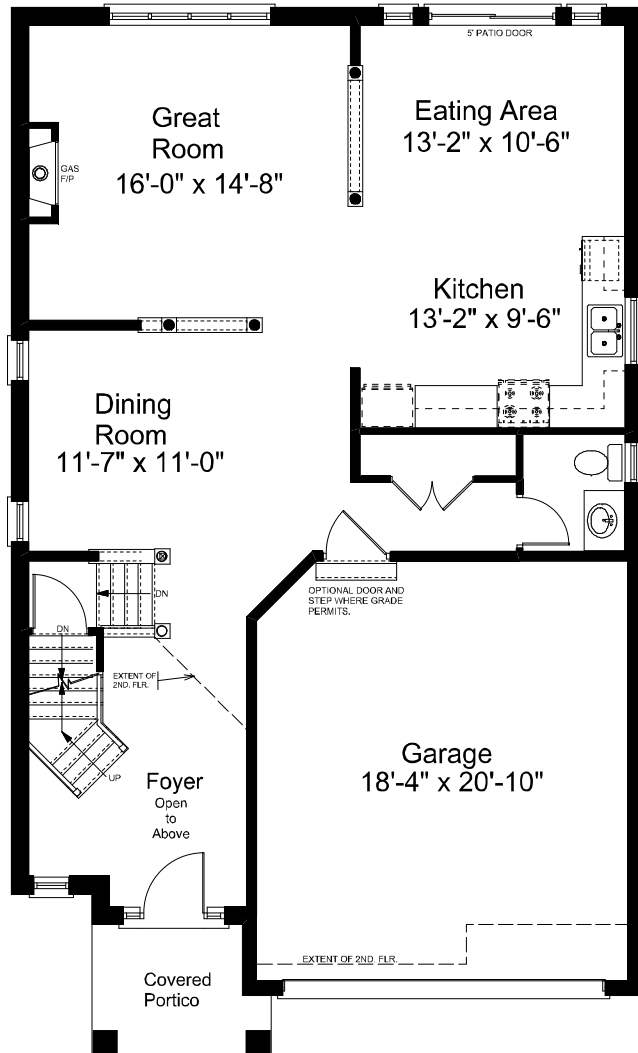 5' PATIO DOOR
Great
Room
16'-0" x 14'-8"
Eating Area
13'-2" x 10'-6"
GAS
F/P
Kitchen
13'-2" x 9'-6"
Dining
Room
11'-7" x 11'-0"
DN
OPTIONAL DOOR AND
STEP WHERE GRADE
PERMITS.
DN
EXTENT OF
2ND. FLR.
UP
Foyer
Open
to
Above
Garage
18'-4" x 20'-10"
EXTENT OF 2ND. FLR.
Covered
Portico